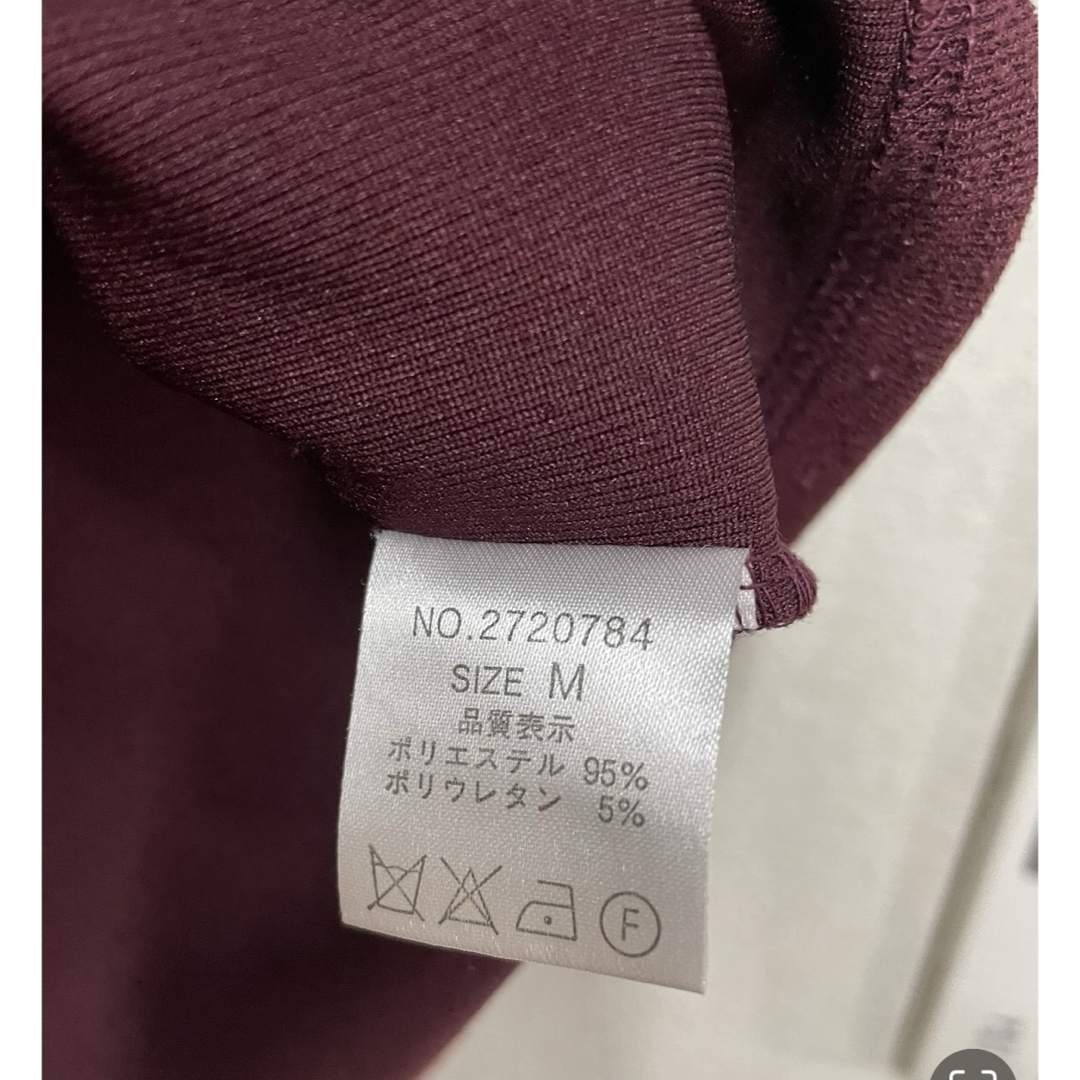 NO.2720784
SIZE M
品質表示
ポリエステル 95%
ポリウレタン 5%
F